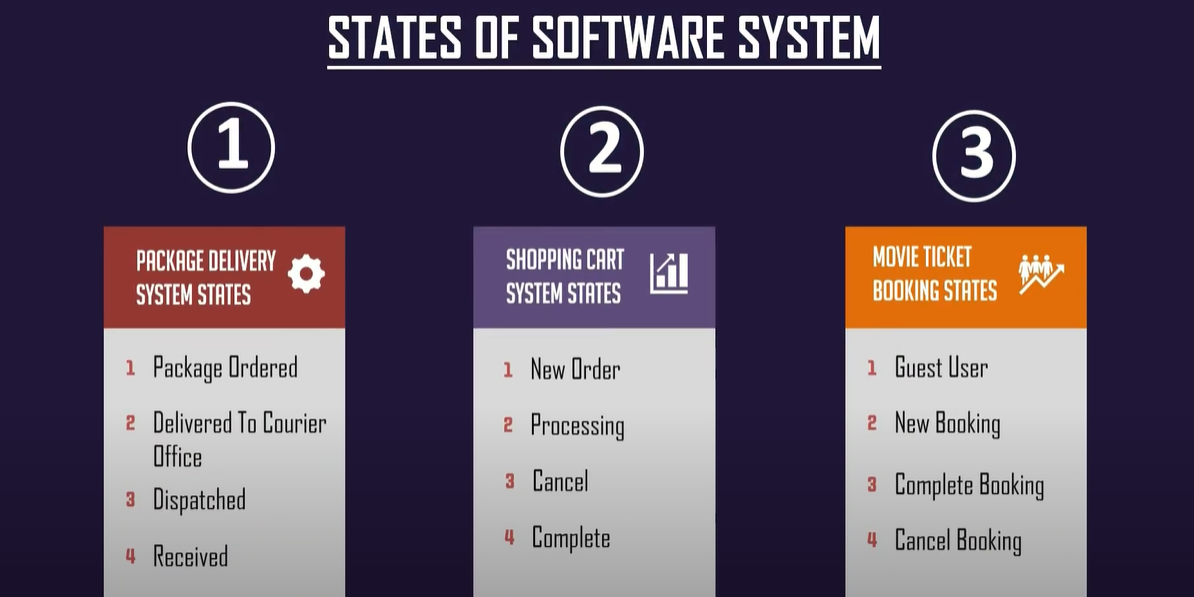 STATES OF SOFTWARE SYSTEM
1
PACKAGE DELIVERY
SYSTEM STATES
1 Package Ordered
2 Delivered To Courier
Office
3 Dispatched
4 Received
2
SHOPPING CART
SYSTEM STATES
1 New Order
2 Processing
3 Cancel
4 Complete
3
MOVIE TICKET
BOOKING STATES
1 Guest User
2 New Booking
3 Complete Booking
4 Cancel Booking